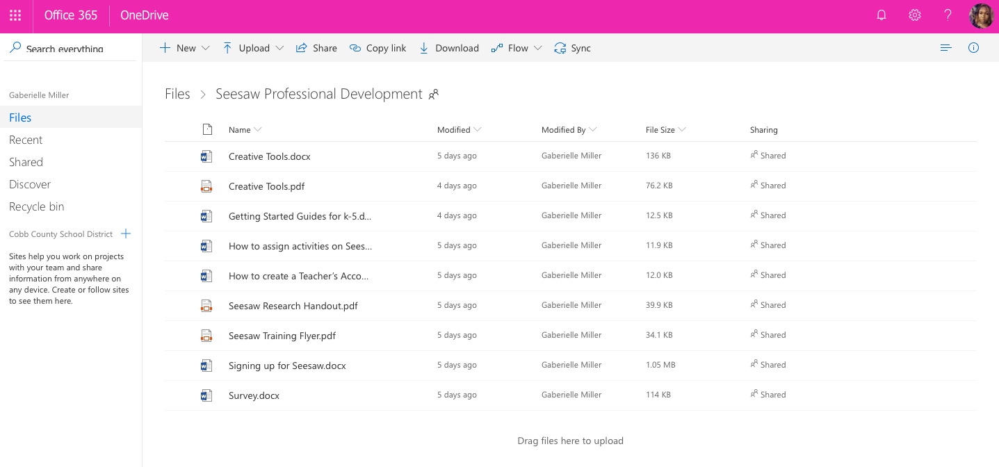 Office 365 OneDrive
Search everything
New Upload Share Copy link Download Flow Sync
Gaberielle Miller
Files
Recent
Shared
Discover
Recycle bin
Cobb County School District
Sites help you work on projects
with your team and share
information from anywhere on
any device. Create or follow sites
to see them here.
Files > Seesaw Professional Development
Name Modified Modified By File Size Sharing
Creative Tools.docx 5 days ago Gaberielle Miller 136 KB Shared
Creative Tools.pdf 4 days ago Gaberielle Miller 76.2 KB Shared
Getting Started Guides for k-5.d... 4 days ago Gaberielle Miller 12.5 KB Shared
How to assign activities on Sees... 5 days ago Gaberielle Miller 11.9 KB Shared
How to create a Teacher’s Acco... 5 days ago Gaberielle Miller 12.0 KB Shared
Seesaw Research Handout.pdf 5 days ago Gaberielle Miller 39.9 KB Shared
Seesaw Training Flyer.pdf 5 days ago Gaberielle Miller 34.1 KB Shared
Signing up for Seesaw.docx 5 days ago Gaberielle Miller 1.05 MB Shared
Survey.docx 5 days ago Gaberielle Miller 114 KB Shared
Drag files here to upload